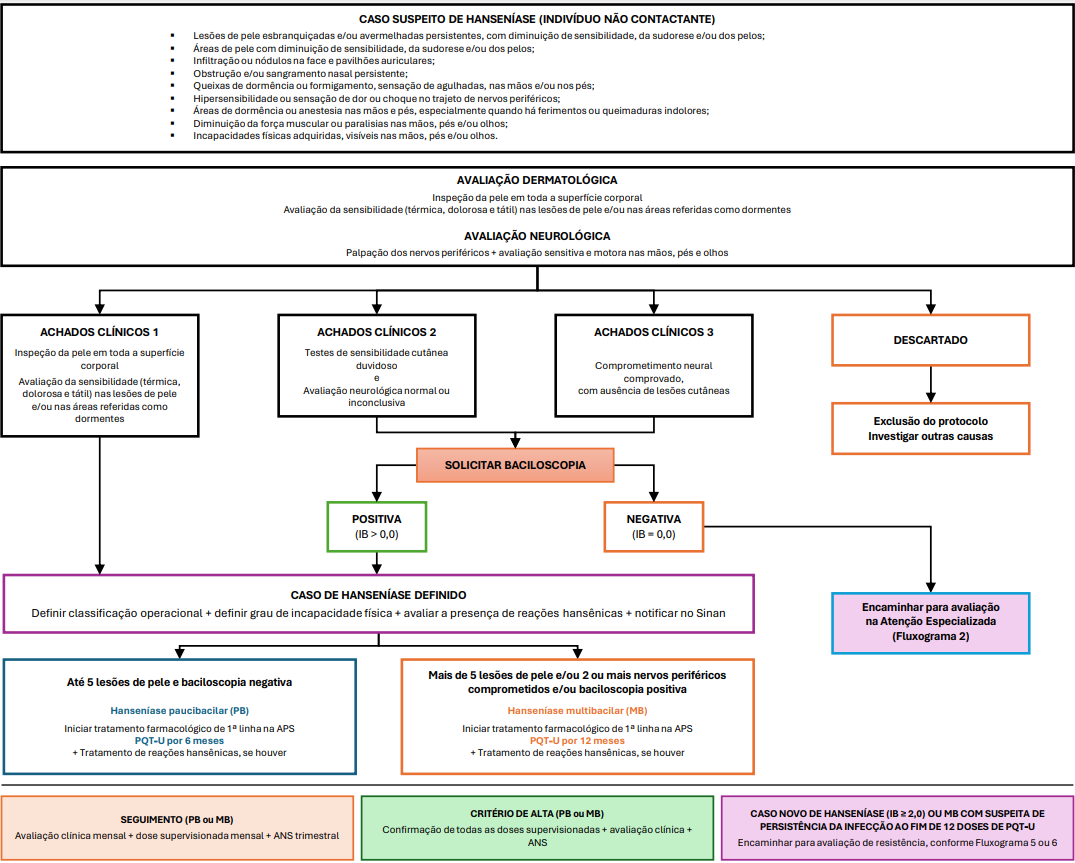 CASO SUSPEITO DE HANSENÍASE (INDIVÍDUO NÃO CONTACTANTE)
▪ Lesões de pele esbranquiçadas e/ou avermelhadas persistentes, com diminuição de sensibilidade, da sudorese e/ou dos pelos;
▪ Áreas de pele com diminuição de sensibilidade, da sudorese e/ou dos pelos;
▪ Infiltração ou nódulos na face e pavilhões auriculares;
▪ Obstrução e/ou sangramento nasal persistente;
▪ Queixas de dormência ou formigamento, sensação de agulhadas, nas mãos e/ou nos pés;
▪ Hipersensibilidade ou sensação de dor ou choque no trajeto de nervos periféricos;
▪ Áreas de dormência ou anestesia nas mãos e pés, especialmente quando há ferimentos ou queimaduras indolores;
▪ Diminuição da força muscular ou paralisias nas mãos, pés e/ou olhos;
▪ Incapacidades físicas adquiridas, visíveis nas mãos, pés e/ou olhos.
AVALIAÇÃO DERMATOLÓGICA
Inspeção da pele em toda a superfície corporal
Avaliação da sensibilidade (térmica, dolorosa e tátil) nas lesões de pele e/ou nas áreas referidas como dormentes
AVALIAÇÃO NEUROLÓGICA
Palpação dos nervos periféricos + avaliação sensitiva e motora nas mãos, pés e olhos
ACHADOS CLÍNICOS 1
Inspeção da pele em toda a superfície
corporal
Avaliação da sensibilidade (térmica,
dolorosa e tátil) nas lesões de pele
e/ou nas áreas referidas como
dormentes
ACHADOS CLÍNICOS 2
Testes de sensibilidade cutânea
duvidoso
e
Avaliação neurológica normal ou
inconclusiva
ACHADOS CLÍNICOS 3
Comprometimento neural
comprovado,
com ausência de lesões cutâneas
DESCARTADO
Exclusão do protocolo
Investigar outras causas
SOLICITAR BACILOSCOPIA
POSITIVA
(IB > 0,0)
NEGATIVA
(IB = 0,0)
CASO DE HANSENÍASE DEFINIDO
Definir classificação operacional + definir grau de incapacidade física + avaliar a presença de reações hansênicas + notificar no Sinan
Encaminhar para avaliação
na Atenção Especializada
(Fluxograma 2)
Até 5 lesões de pele e baciloscopia negativa
Hanseníase paucibacilar (PB)
Iniciar tratamento farmacológico de 1ª linha na APS
PQT-U por 6 meses
+ Tratamento de reações hansênicas, se houver
Mais de 5 lesões de pele e/ou 2 ou mais nervos periféricos
comprometidos e/ou baciloscopia positiva
Hanseníase multibacilar (MB)
Iniciar tratamento farmacológico de 1ª linha na APS
PQT-U por 12 meses
+ Tratamento de reações hansênicas, se houver
SEGUIMENTO (PB ou MB)
Avaliação clínica mensal + dose supervisionada mensal + ANS trimestral
CRITÉRIO DE ALTA (PB ou MB)
Confirmação de todas as doses supervisionadas + avaliação clínica +
ANS
CASO NOVO DE HANSENÍASE (IB ≥ 2,0) OU MB COM SUSPEITA DE
PERSISTÊNCIA DA INFECÇÃO AO FIM DE 12 DOSES DE PQT-U
Encaminhar para avaliação de resistência, conforme Fluxograma 5 ou 6